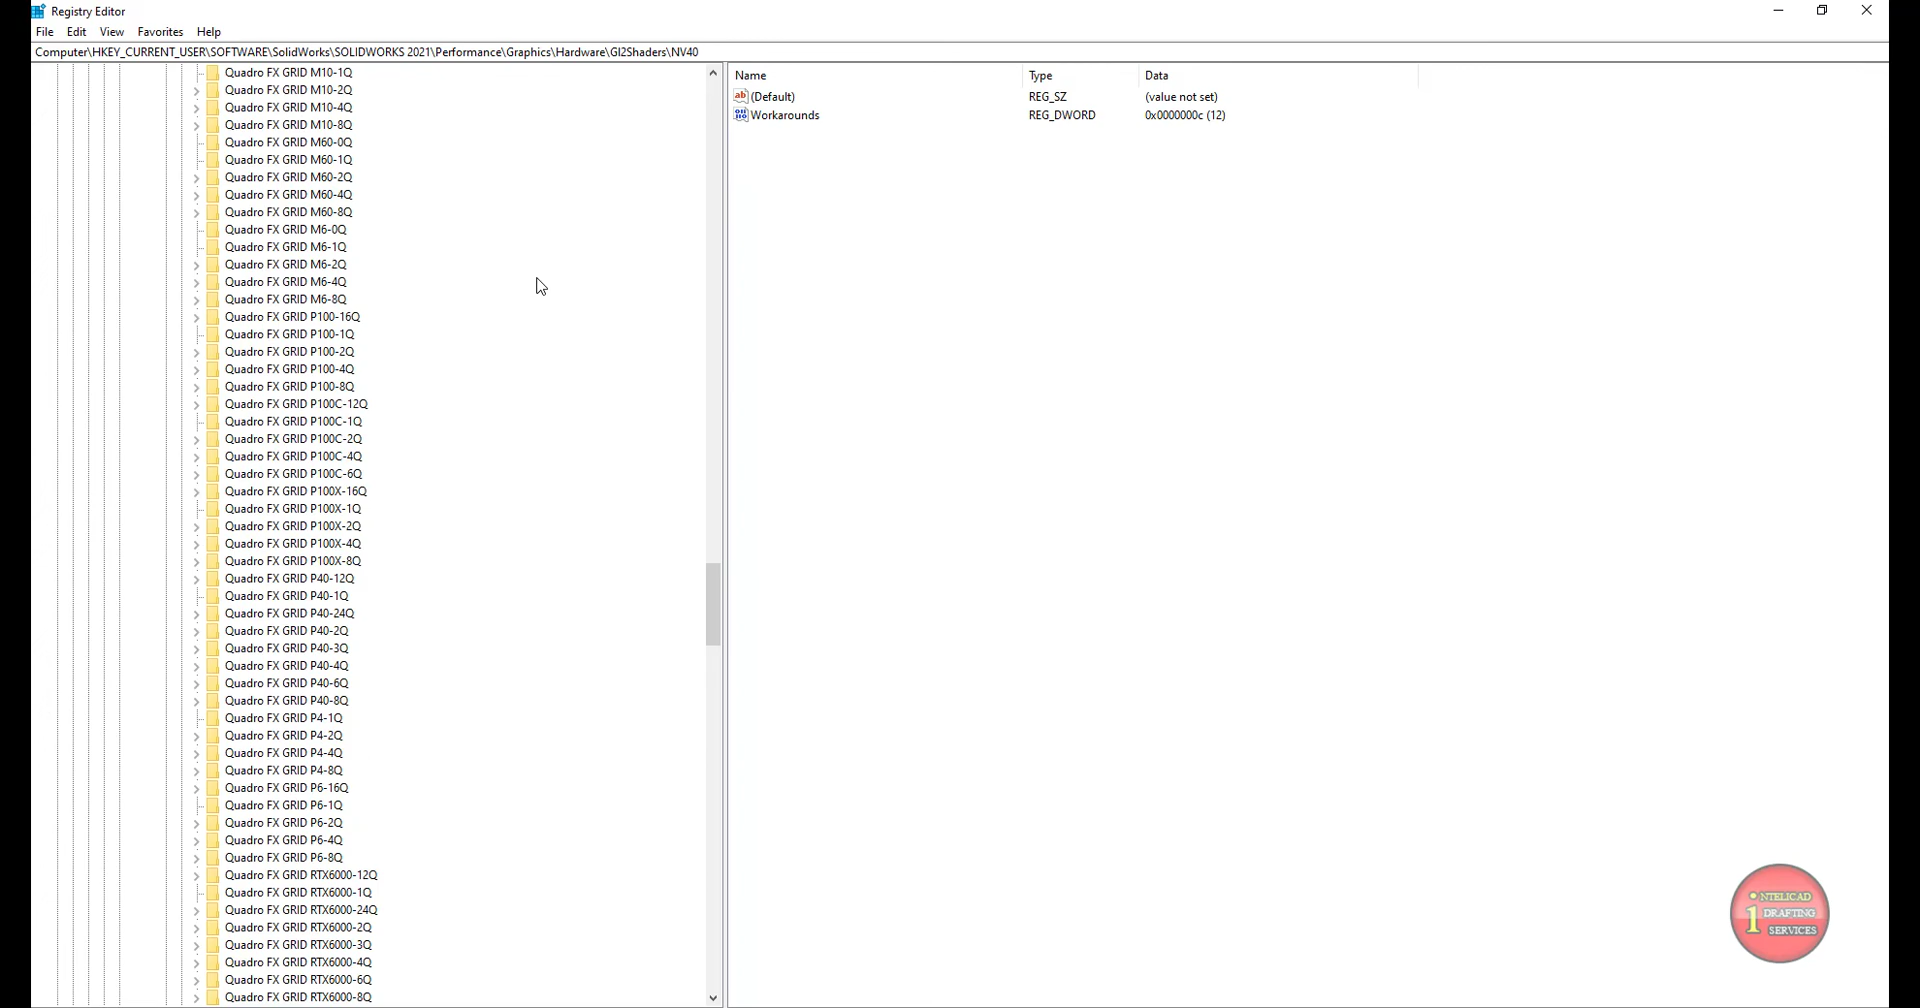 Registry Editor
File Edit View Favorites Help
Computer\HKEY_CURRENT_USER\SOFTWARE\SolidWorks\SOLIDWORKS 2021\Performance\Graphics\Hardware\Gl2Shaders\NV40
Quadro FX GRID M10-1Q
Quadro FX GRID M10-2Q
Quadro FX GRID M10-4Q
Quadro FX GRID M10-8Q
Quadro FX GRID M60-0Q
Quadro FX GRID M60-1Q
Quadro FX GRID M60-2Q
Quadro FX GRID M60-4Q
Quadro FX GRID M60-8Q
Quadro FX GRID M6-0Q
Quadro FX GRID M6-1Q
Quadro FX GRID M6-2Q
Quadro FX GRID M6-4Q
Quadro FX GRID M6-8Q
Quadro FX GRID P100-16Q
Quadro FX GRID P100-1Q
Quadro FX GRID P100-2Q
Quadro FX GRID P100-4Q
Quadro FX GRID P100-8Q
Quadro FX GRID P100C-12Q
Quadro FX GRID P100C-1Q
Quadro FX GRID P100C-2Q
Quadro FX GRID P100C-4Q
Quadro FX GRID P100C-6Q
Quadro FX GRID P100X-16Q
Quadro FX GRID P100X-1Q
Quadro FX GRID P100X-2Q
Quadro FX GRID P100X-4Q
Quadro FX GRID P100X-8Q
Quadro FX GRID P40-12Q
Quadro FX GRID P40-1Q
Quadro FX GRID P40-24Q
Quadro FX GRID P40-2Q
Quadro FX GRID P40-3Q
Quadro FX GRID P40-4Q
Quadro FX GRID P40-6Q
Quadro FX GRID P40-8Q
Quadro FX GRID P4-1Q
Quadro FX GRID P4-2Q
Quadro FX GRID P4-4Q
Quadro FX GRID P4-8Q
Quadro FX GRID P6-16Q
Quadro FX GRID P6-1Q
Quadro FX GRID P6-2Q
Quadro FX GRID P6-4Q
Quadro FX GRID P6-8Q
Quadro FX GRID RTX6000-12Q
Quadro FX GRID RTX6000-1Q
Quadro FX GRID RTX6000-24Q
Quadro FX GRID RTX6000-2Q
Quadro FX GRID RTX6000-3Q
Quadro FX GRID RTX6000-4Q
Quadro FX GRID RTX6000-6Q
Quadro FX GRID RTX6000-8Q
Name Type Data
(Default) REG_SZ (value not set)
Workarounds REG_DWORD 0x0000000c (12)
iNTELICAD
1 DRAFTING
SERVICES